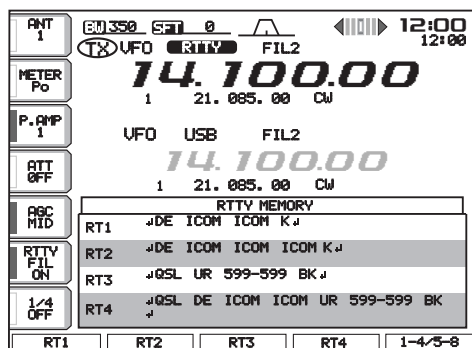 ANT 1
BW 350 SFT 0 12:00
TX VFO RTTY FIL2 12:00
METER Po
14.100.00
1 21.085.00 CW
P.AMP 1
VFO USB FIL2
ATT OFF
14.100.00
1 21.085.00 CW
AGC MID
RTTY MEMORY
RT1 ↲DE ICOM ICOM K↲
RTTY FIL ON
RT2 ↲DE ICOM ICOM ICOM K↲
RT3 ↲QSL UR 599-599 BK↲
1/4 OFF
RT4 ↲QSL DE ICOM ICOM UR 599-599 BK
↲
RT1 RT2 RT3 RT4 1-4/5-8